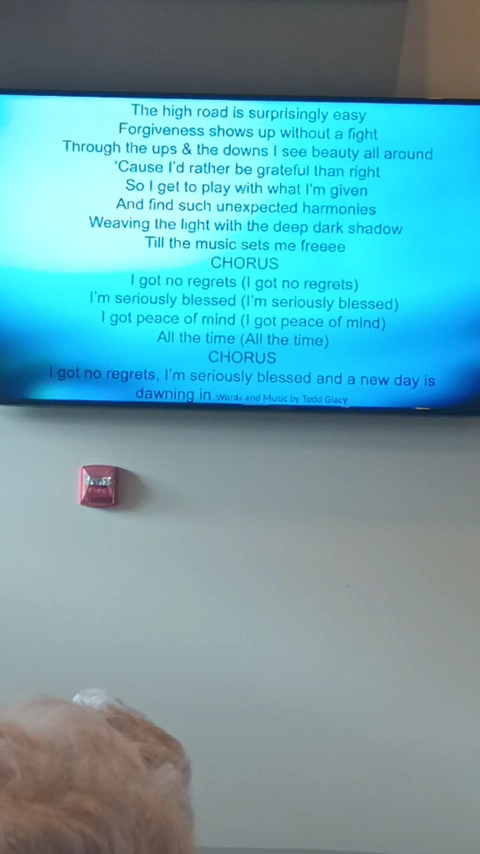 The high road is surprisingly easy
Forgiveness shows up without a fight
Through the ups & the downs I see beauty all around
'Cause I'd rather be grateful than right
So I get to play with what I'm given
And find such unexpected harmonies
Weaving the light with the deep dark shadow
Till the music sets me freeee
CHORUS
I got no regrets (I got no regrets)
I'm seriously blessed (I'm seriously blessed)
I got peace of mind (I got peace of mind)
All the time (All the time)
CHORUS
I got no regrets, I'm seriously blessed and a new day is
dawning in Words and Music by Todd Glacy